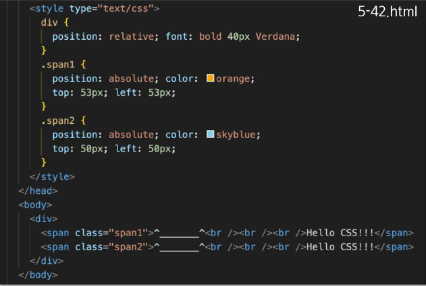 5-42.html
<style type="text/css">
div {
position: relative; font: bold 40px Verdana;
}
.span1 {
position: absolute; color: orange;
top: 53px; left: 53px;
}
.span2 {
position: absolute; color: skyblue;
top: 50px; left: 50px;
}
</style>
</head>
<body>
<div>
<span class="span1">^_______^<br /><br /><br />Hello CSS!!!</span>
<span class="span2">^_______^<br /><br /><br />Hello CSS!!!</span>
</div>
</body>